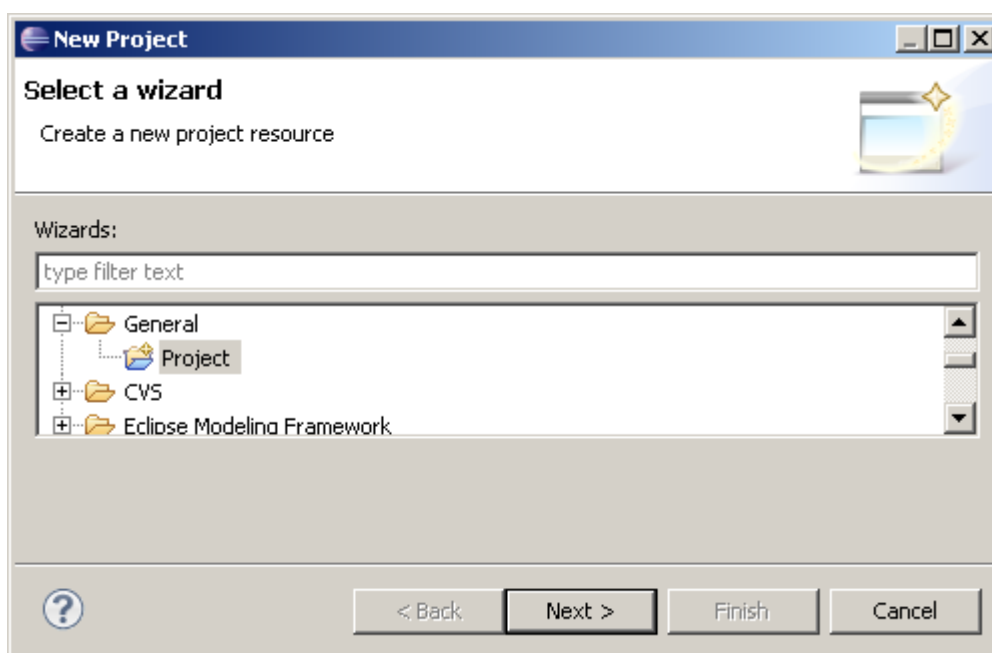 New Project
Select a wizard
Create a new project resource
Wizards:
type filter text
General
Project
CVS
Eclipse Modeling Framework
?
< Back Next > Finish Cancel